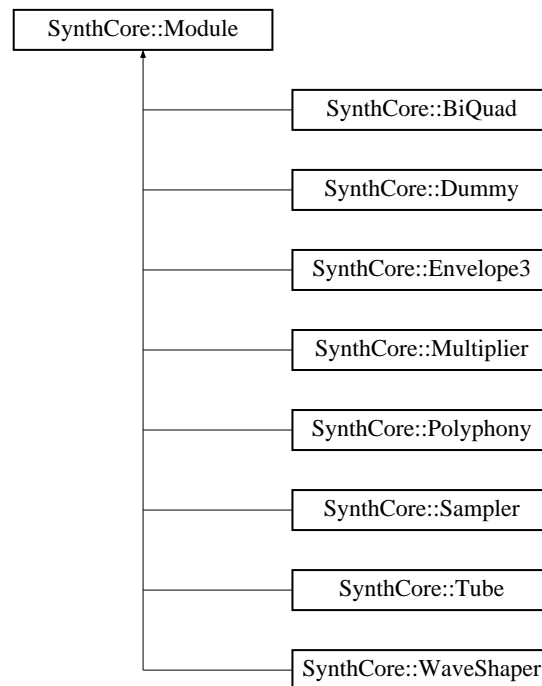 SynthCore::Module
SynthCore::BiQuad
SynthCore::Dummy
SynthCore::Envelope3
SynthCore::Multiplier
SynthCore::Polyphony
SynthCore::Sampler
SynthCore::Tube
SynthCore::WaveShaper